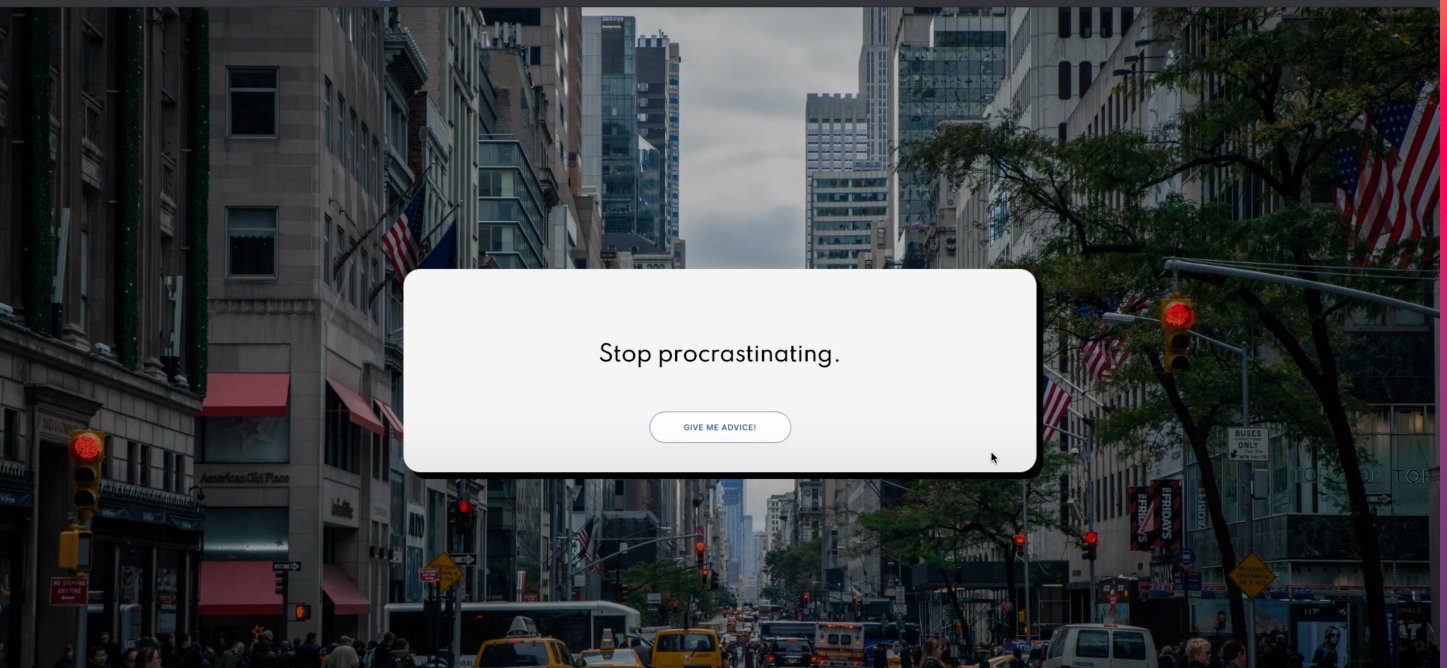 Stop procrastinating.
GIVE ME ADVICE!
American Girl Place
BUSES
ONLY
NO STOPPING
ANYTIME
FRIDAYS
FRIDAYS